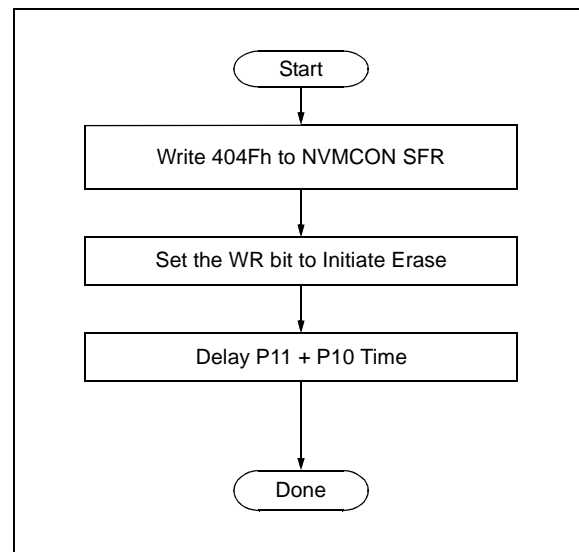 Start
Write 404Fh to NVMCON SFR
Set the WR bit to Initiate Erase
Delay P11 + P10 Time
Done